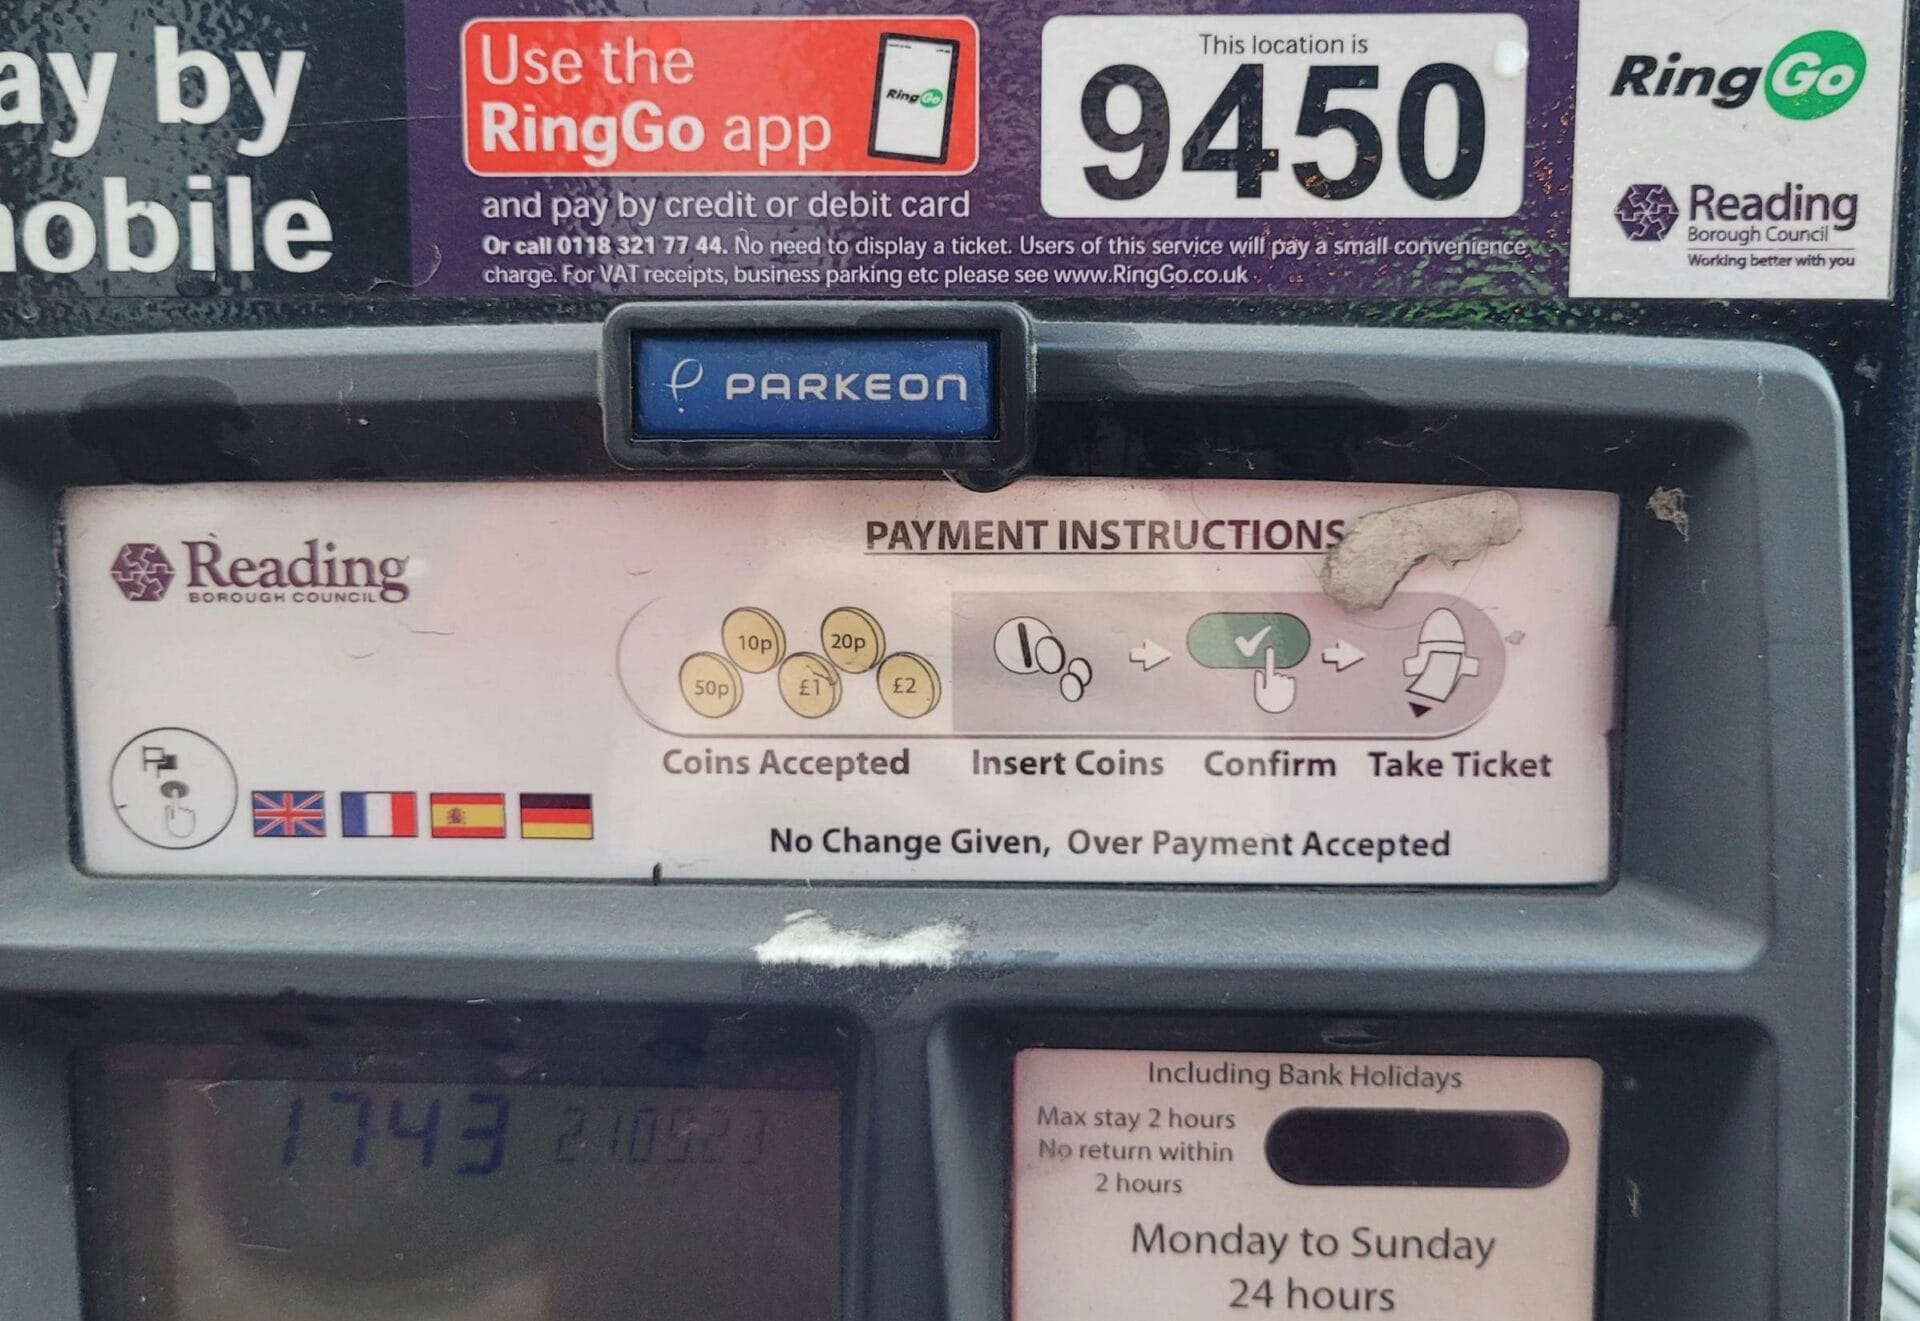 ay by
obile
Use the
RingGo app
RingGo
and pay by credit or debit card
Or call 0118 321 77 44. No need to display a ticket. Users of this service will pay a small convenience
charge. For VAT receipts, business parking etc please see www.RingGo.co.uk
This location is
9450
RingGo
Reading
Borough Council
Working better with you
PARKEON
Reading
BOROUGH COUNCIL
PAYMENT INSTRUCTIONS
10p 20p
50p £1 £2
Coins Accepted Insert Coins Confirm Take Ticket
No Change Given, Over Payment Accepted
1743 210923
Including Bank Holidays
Max stay 2 hours
No return within
2 hours
Monday to Sunday
24 hours